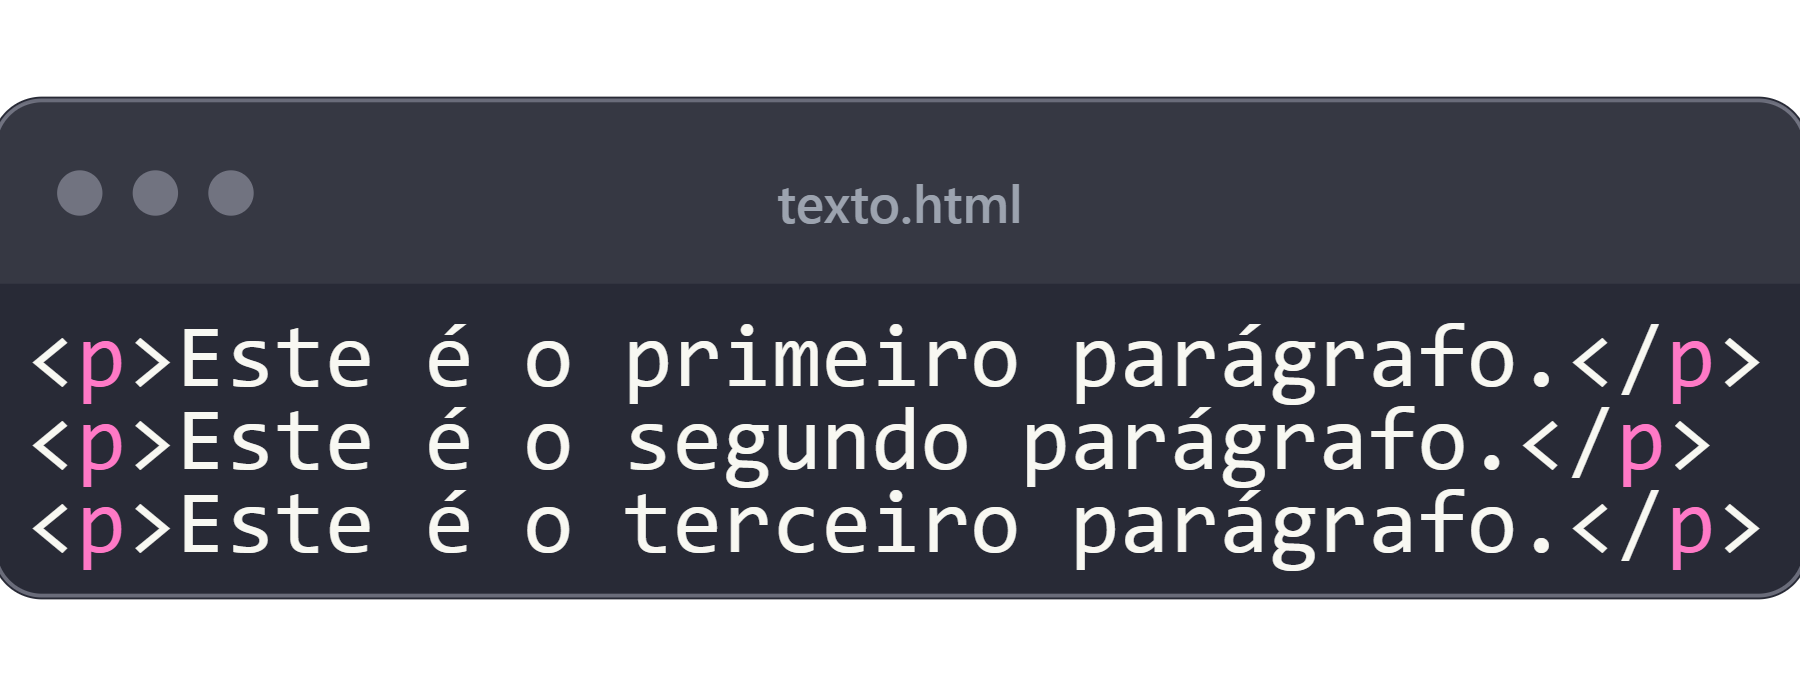 texto.html
<p>Este é o primeiro parágrafo.</p>
<p>Este é o segundo parágrafo.</p>
<p>Este é o terceiro parágrafo.</p>